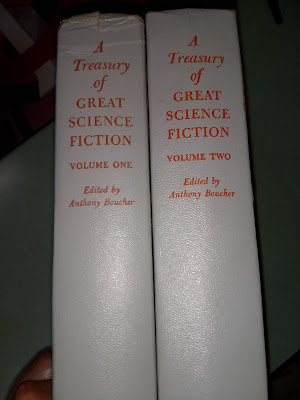 A
Treasury
of
GREAT
SCIENCE
FICTION
VOLUME ONE
Edited by
Anthony Boucher
A
Treasury
of
GREAT
SCIENCE
FICTION
VOLUME TWO
Edited by
Anthony Boucher